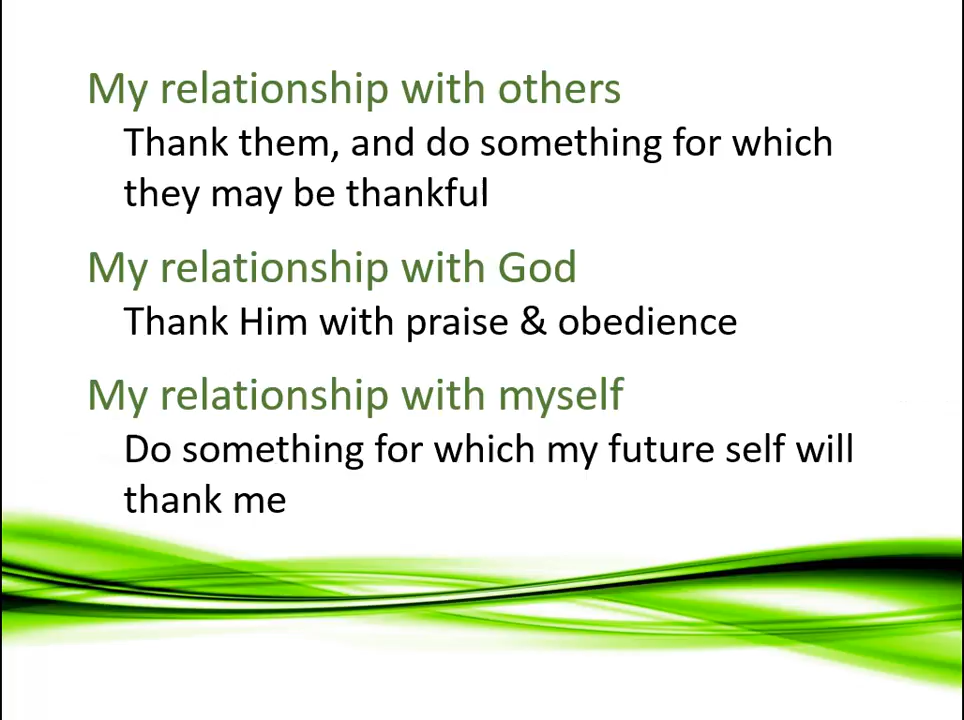 My relationship with others
Thank them, and do something for which
they may be thankful
My relationship with God
Thank Him with praise & obedience
My relationship with myself
Do something for which my future self will
thank me